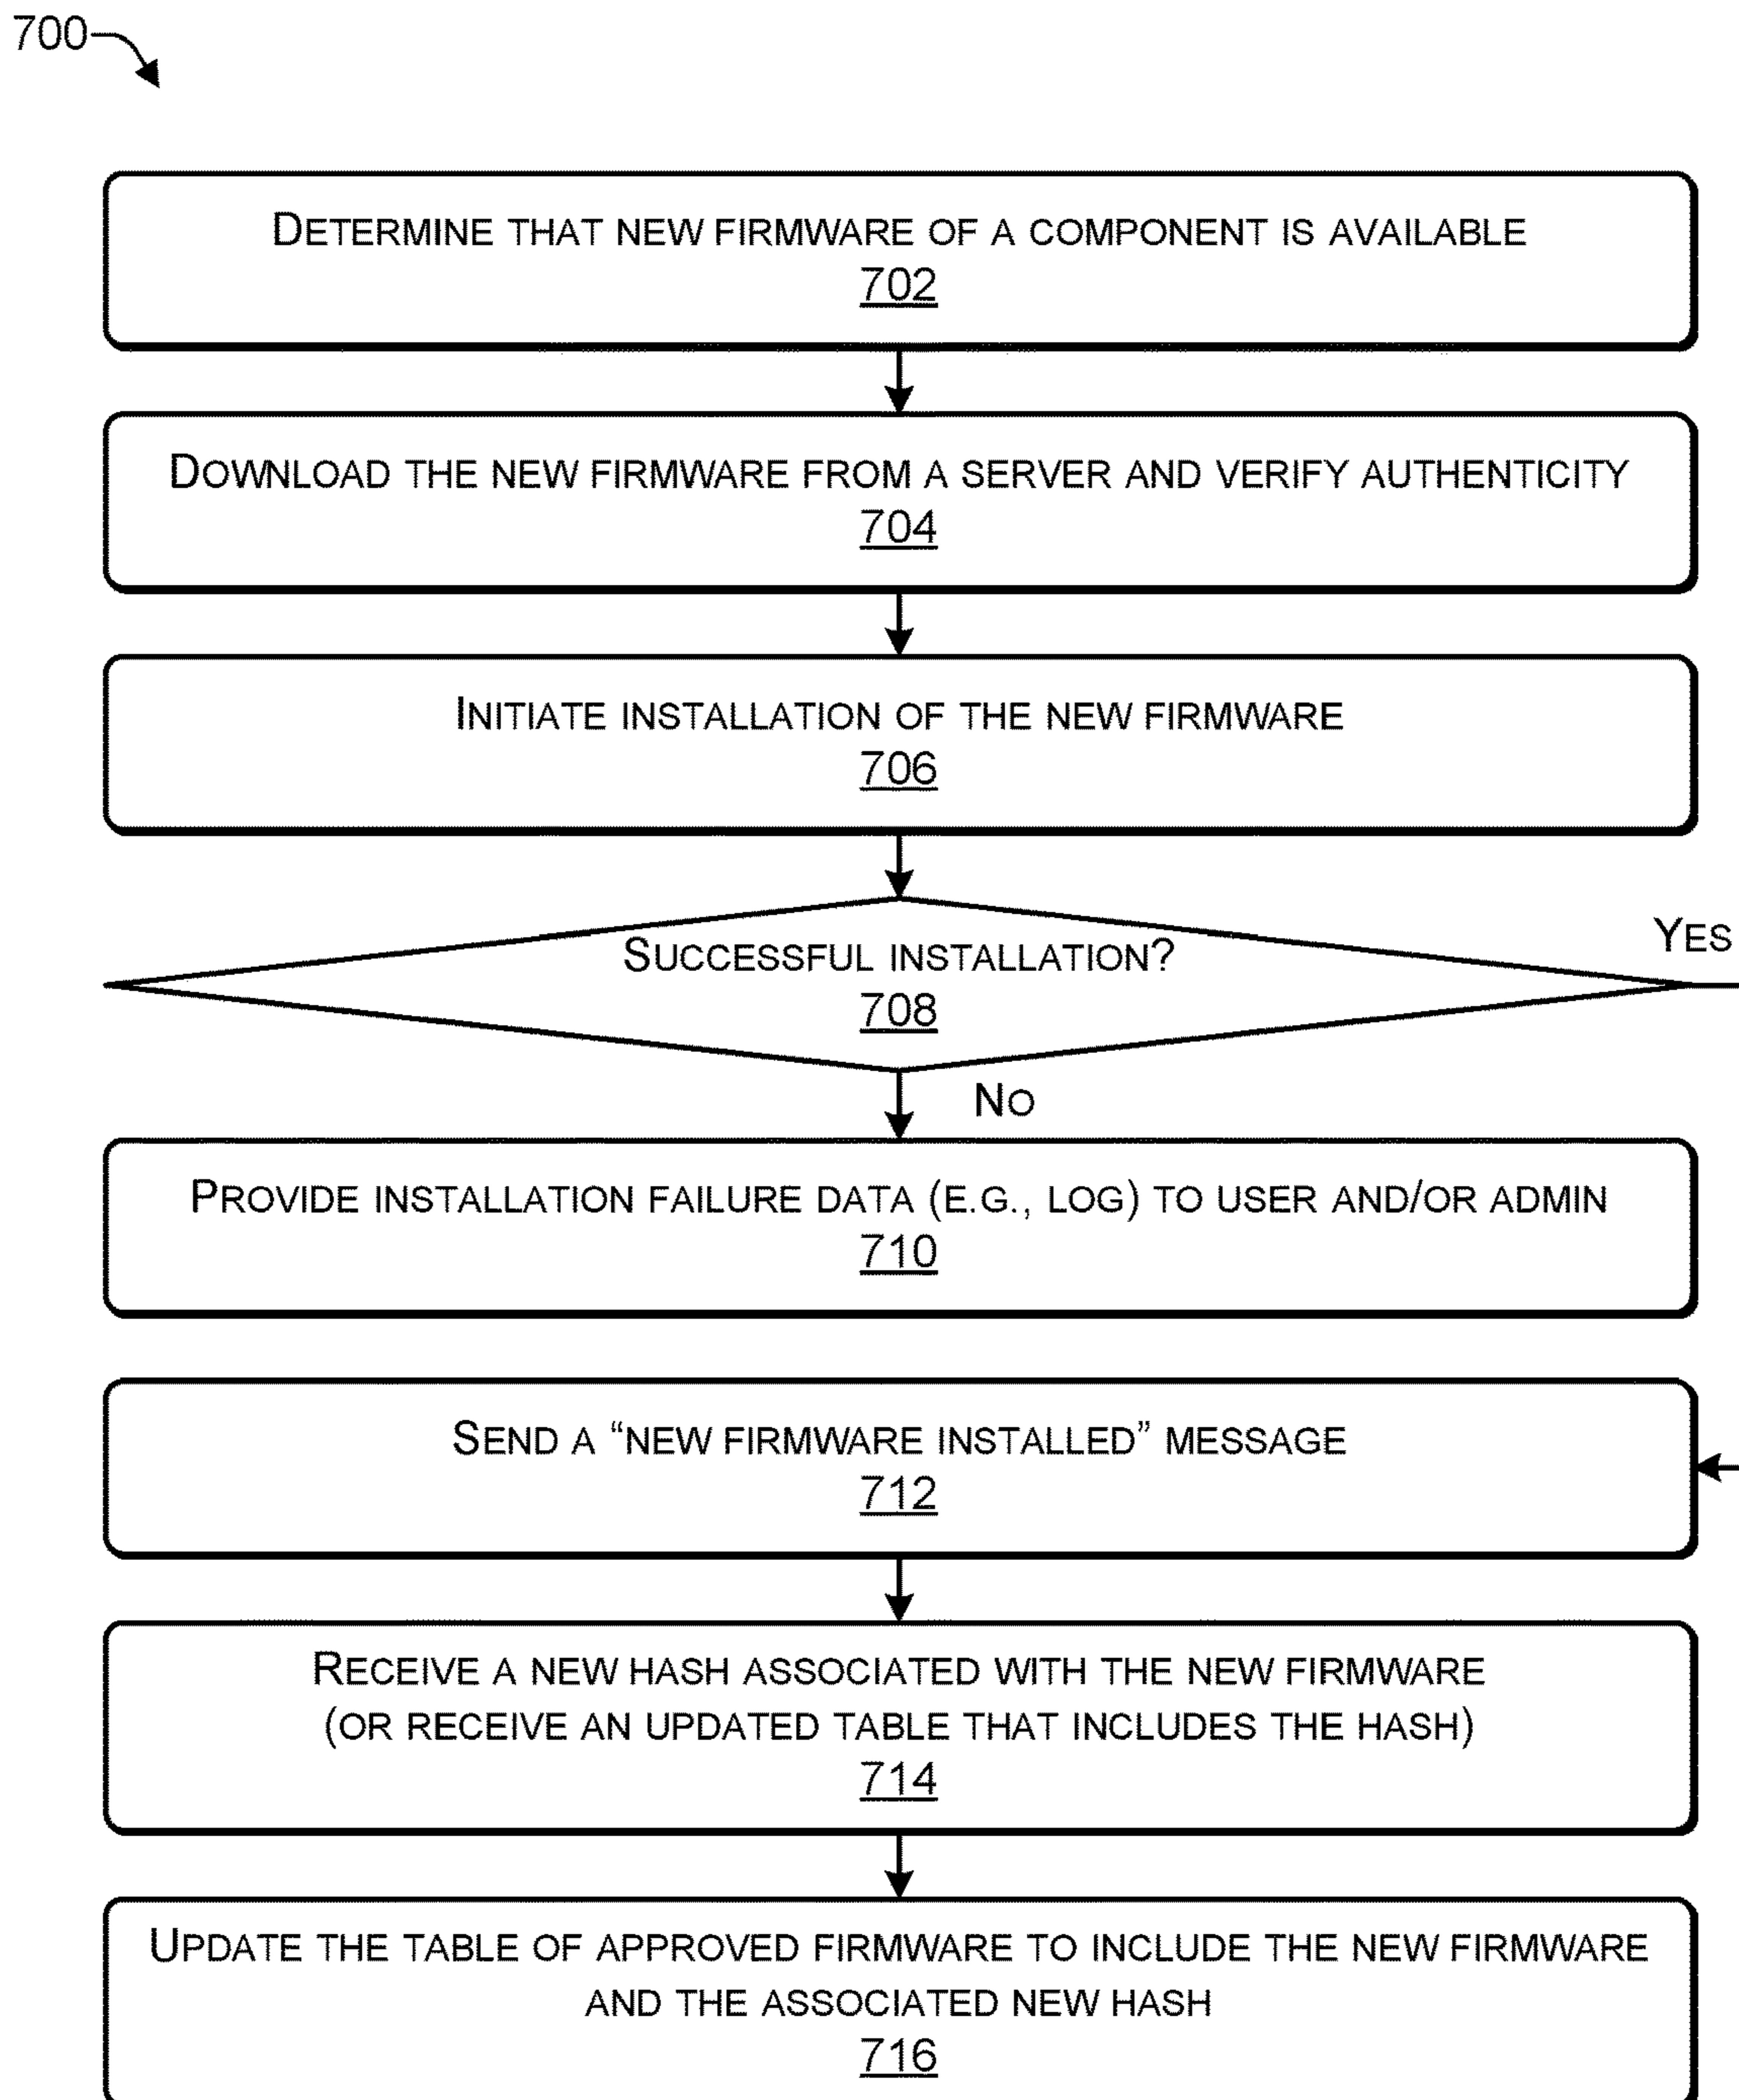 700
DETERMINE THAT NEW FIRMWARE OF A COMPONENT IS AVAILABLE
702
DOWNLOAD THE NEW FIRMWARE FROM A SERVER AND VERIFY AUTHENTICITY
704
INITIATE INSTALLATION OF THE NEW FIRMWARE
706
SUCCESSFUL INSTALLATION?
708
YES
NO
PROVIDE INSTALLATION FAILURE DATA (E.G., LOG) TO USER AND/OR ADMIN
710
SEND A “NEW FIRMWARE INSTALLED” MESSAGE
712
RECEIVE A NEW HASH ASSOCIATED WITH THE NEW FIRMWARE
(OR RECEIVE AN UPDATED TABLE THAT INCLUDES THE HASH)
714
UPDATE THE TABLE OF APPROVED FIRMWARE TO INCLUDE THE NEW FIRMWARE
AND THE ASSOCIATED NEW HASH
716